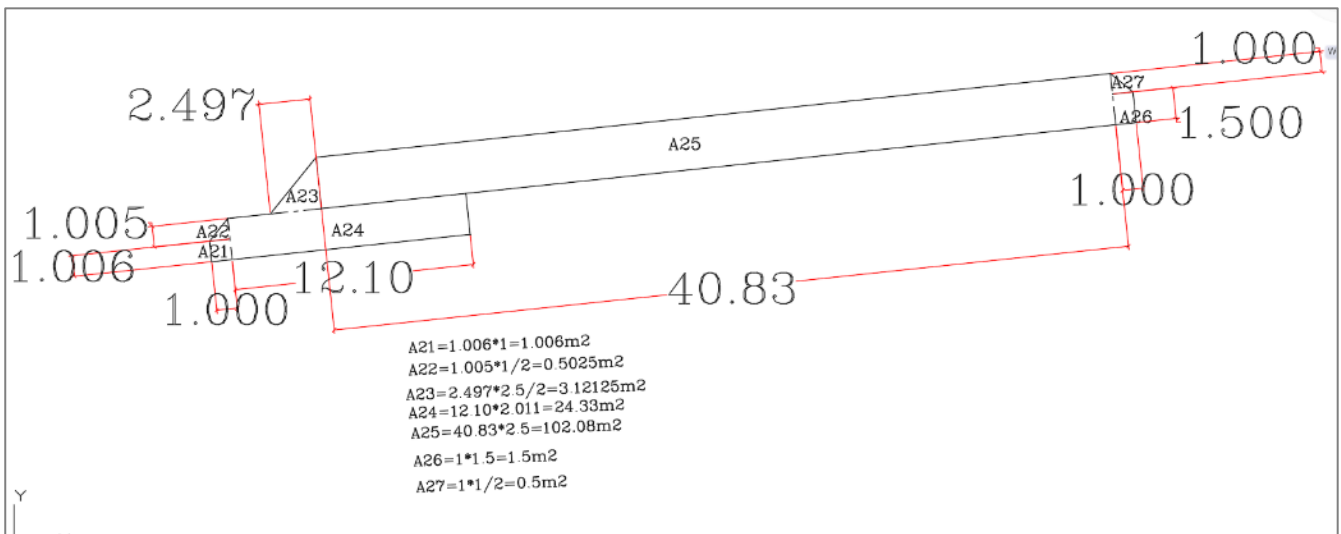 1.000
W
A27
2.497
A26
1.500
A25
A23
1.000
1.005
A22
A24
A21
1.006
12.10
40.83
1.000
A21=1.006*1=1.006m2
A22=1.005*1/2=0.5025m2
A23=2.497*2.5/2=3.12125m2
A24=12.10*2.011=24.33m2
A25=40.83*2.5=102.08m2
A26=1*1.5=1.5m2
A27=1*1/2=0.5m2
Y